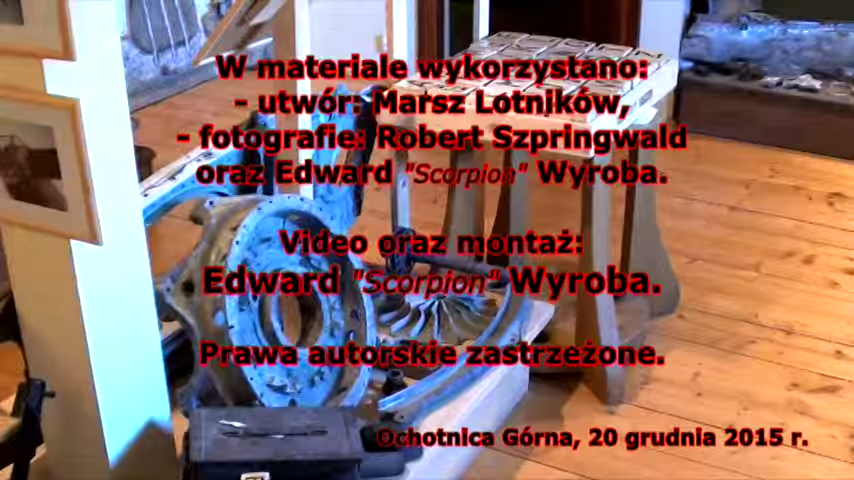 W materiale wykorzystano:
- utwór: Marsz Lotników,
- fotografie: Robert Szpringwald
oraz Edward "Scorpion" Wyroba.
Video oraz montaż:
Edward "Scorpion" Wyroba.
Prawa autorskie zastrzeżone.
Ochotnica Górna, 20 grudnia 2015 r.